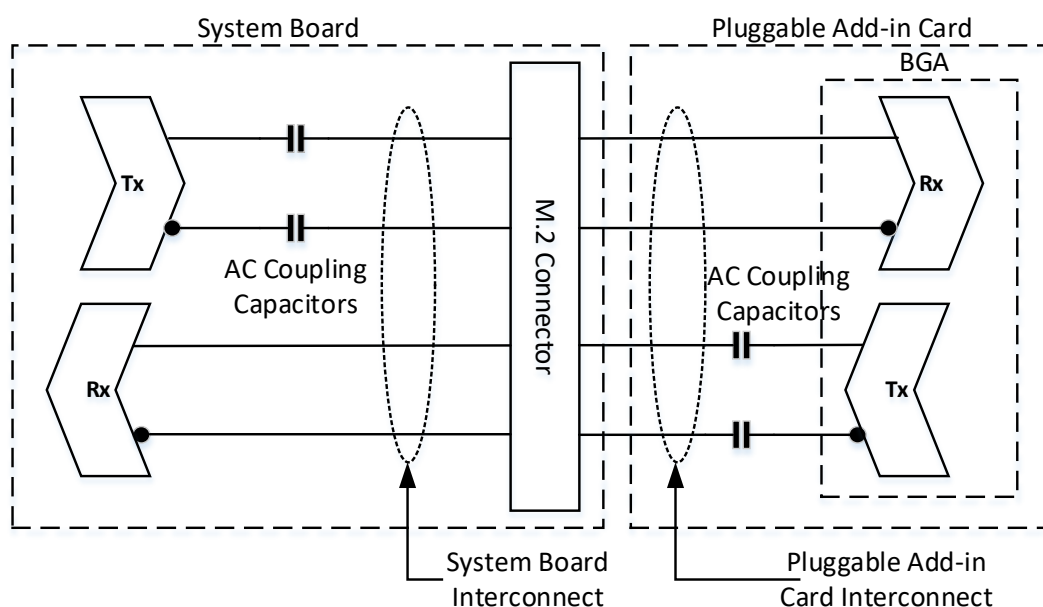 System Board
Pluggable Add-in Card
BGA
Tx
Rx
M.2 Connector
AC Coupling
Capacitors
AC Coupling
Capacitors
Rx
Tx
System Board
Interconnect
Pluggable Add-in
Card Interconnect